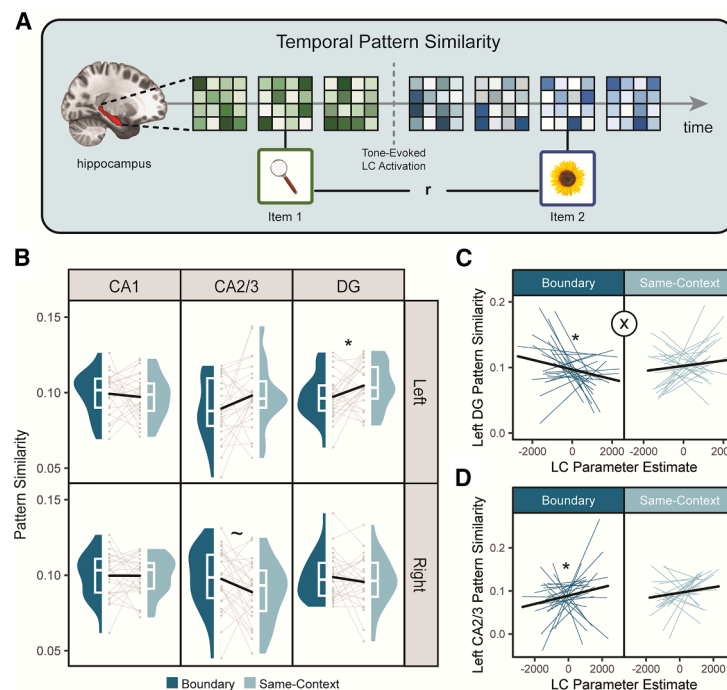 A
Temporal Pattern Similarity
hippocampus
time
Tone-Evoked
LC Activation
r
Item 1
Item 2
B
CA1
CA2/3
DG
0.15
0.10
0.05
*
Left
0.15
0.10
0.05
~
Right
Pattern Similarity
Boundary
Same-Context
C
Boundary
Same-Context
x
*
0.2
0.1
0.0
Left DG Pattern Similarity
-2000 0 2000
-2000 0 2000
LC Parameter Estimate
D
Boundary
Same-Context
*
0.2
0.1
0.0
Left CA2/3 Pattern Similarity
-2000 0 2000
-2000 0 2000
LC Parameter Estimate